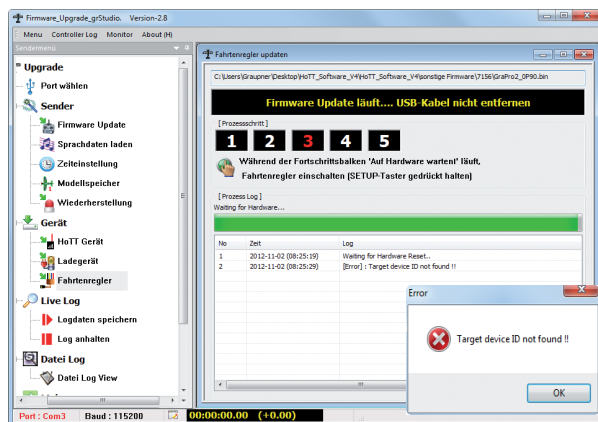 Firmware_Upgrade_grStudio. Version-2.8
Menu Controller Log Monitor About (H)
Sendermenü
Upgrade
Port wählen
Sender
Firmware Update
Sprachdaten laden
Zeiteinstellung
Modellspeicher
Wiederherstellung
Gerät
HoTT Gerät
Ladegerät
Fahrtenregler
Live Log
Logdaten speichern
Log anhalten
Datei Log
Datei Log View
Fahrtenregler updaten
C:\Users\Graupner\Desktop\HoTT_Software_V4\HoTT_Software_V4\sonstige Firmware\7156\GraPro2_0P90.bin
Firmware Update läuft.... USB-Kabel nicht entfernen
[Prozessschritt]
1 2 3 4 5
Während der Fortschrittsbalken 'Auf Hardware warten!' läuft,
Fahrtenregler einschalten (SETUP-Taster gedrückt halten)
[Prozess Log]
Waiting for Hardware...
No Zeit Log
1 2012-11-02 (08:25:19) Waiting for Hardware Reset..
2 2012-11-02 (08:25:29) [Error] : Target device ID not found !!
Error
Target device ID not found !!
OK
Port : Com3 Baud : 115200 00:00:00.00 (+0.00)